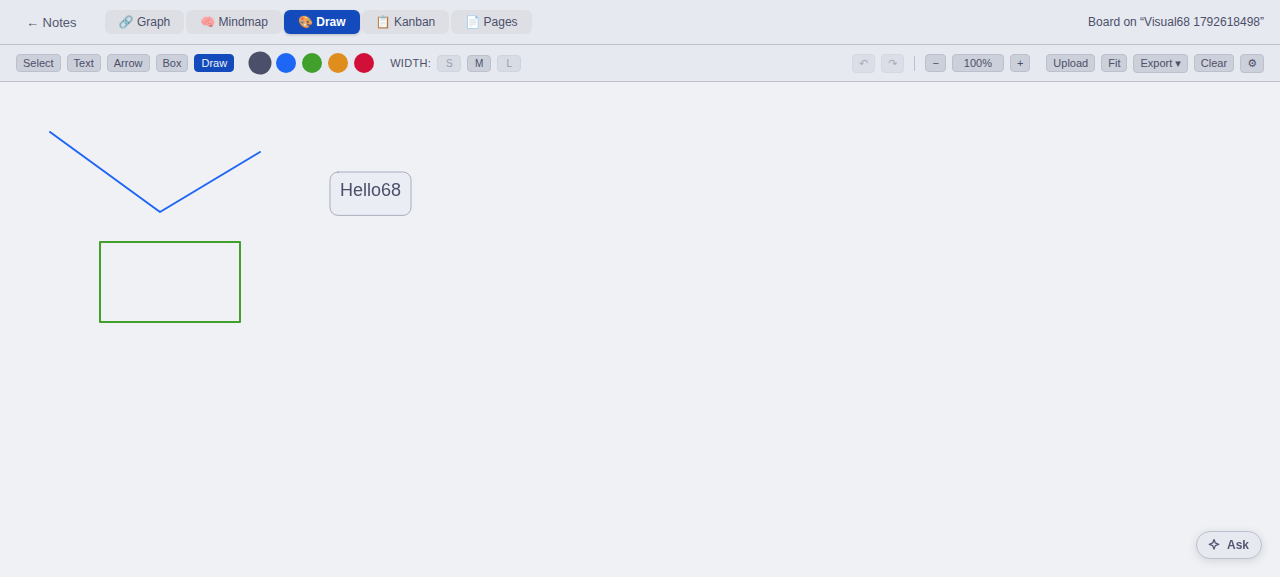 ← Notes
🔗 Graph
🧠 Mindmap
🎨 Draw
📋 Kanban
📄 Pages
Board on “Visual68 1792618498”
Select
Text
Arrow
Box
Draw
WIDTH:
S
M
L
↶
↷
−
100%
+
Upload
Fit
Export ▾
Clear
⚙
Hello68
Ask